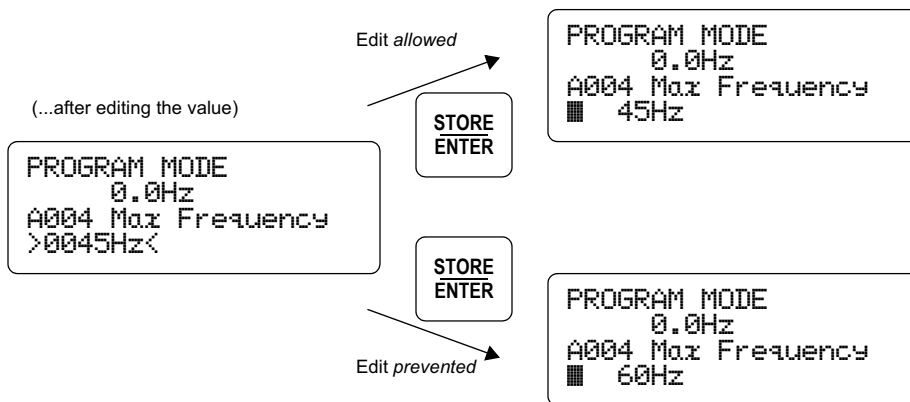 Edit allowed
PROGRAM MODE
0.0Hz
A004 Max Frequency
45Hz
(...after editing the value)
STORE
ENTER
PROGRAM MODE
0.0Hz
A004 Max Frequency
>0045Hz<
STORE
ENTER
Edit prevented
PROGRAM MODE
0.0Hz
A004 Max Frequency
60Hz